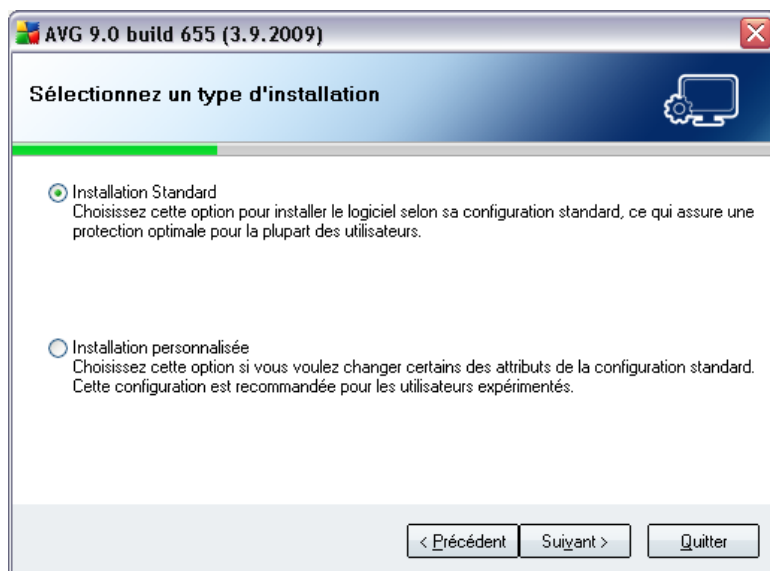 AVG 9.0 build 655 (3.9.2009)
Sélectionnez un type d'installation
Installation Standard
Choisissez cette option pour installer le logiciel selon sa configuration standard, ce qui assure une
protection optimale pour la plupart des utilisateurs.
Installation personnalisée
Choisissez cette option si vous voulez changer certains des attributs de la configuration standard.
Cette configuration est recommandée pour les utilisateurs expérimentés.
< Précédent Suivant > Quitter